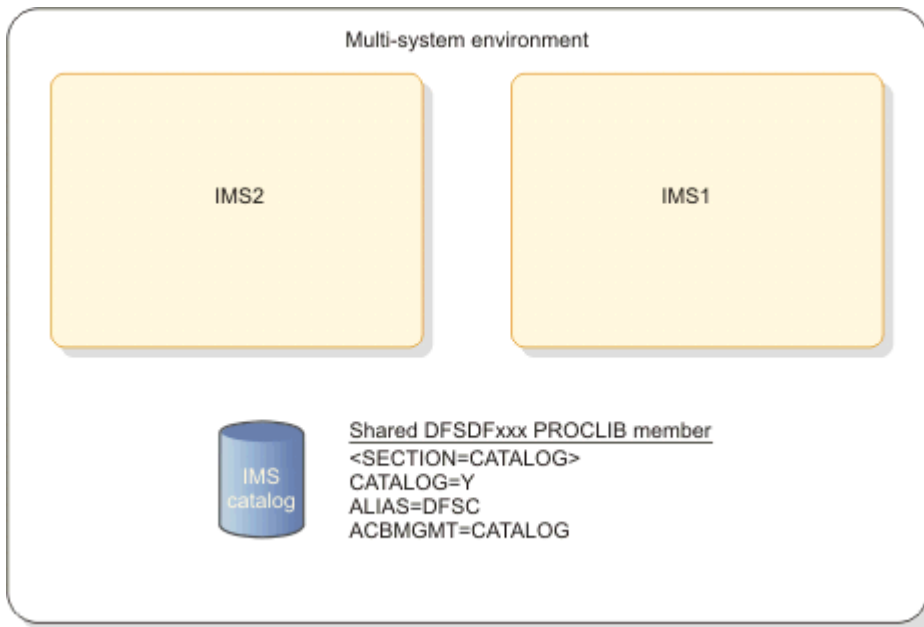 Multi-system environment
IMS2
IMS1
IMS
catalog
Shared DFSDFxxx PROCLIB member
<SECTION=CATALOG>
CATALOG=Y
ALIAS=DFSC
ACBMGMT=CATALOG